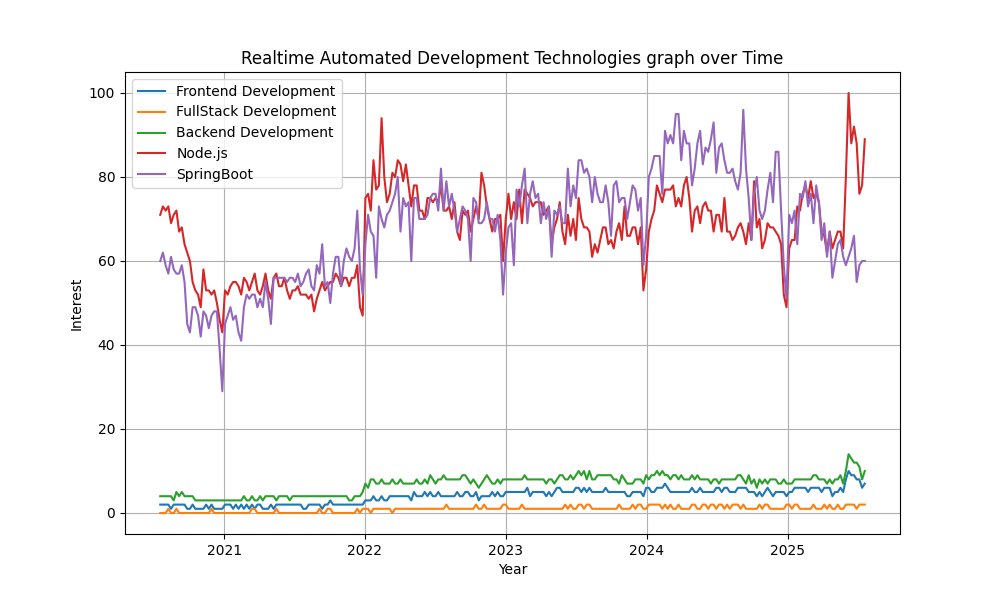 Realtime Automated Development Technologies graph over Time
Frontend Development
FullStack Development
Backend Development
Node.js
SpringBoot
100
80
60
40
20
0
Interest
2021
2022
2023
2024
2025
Year